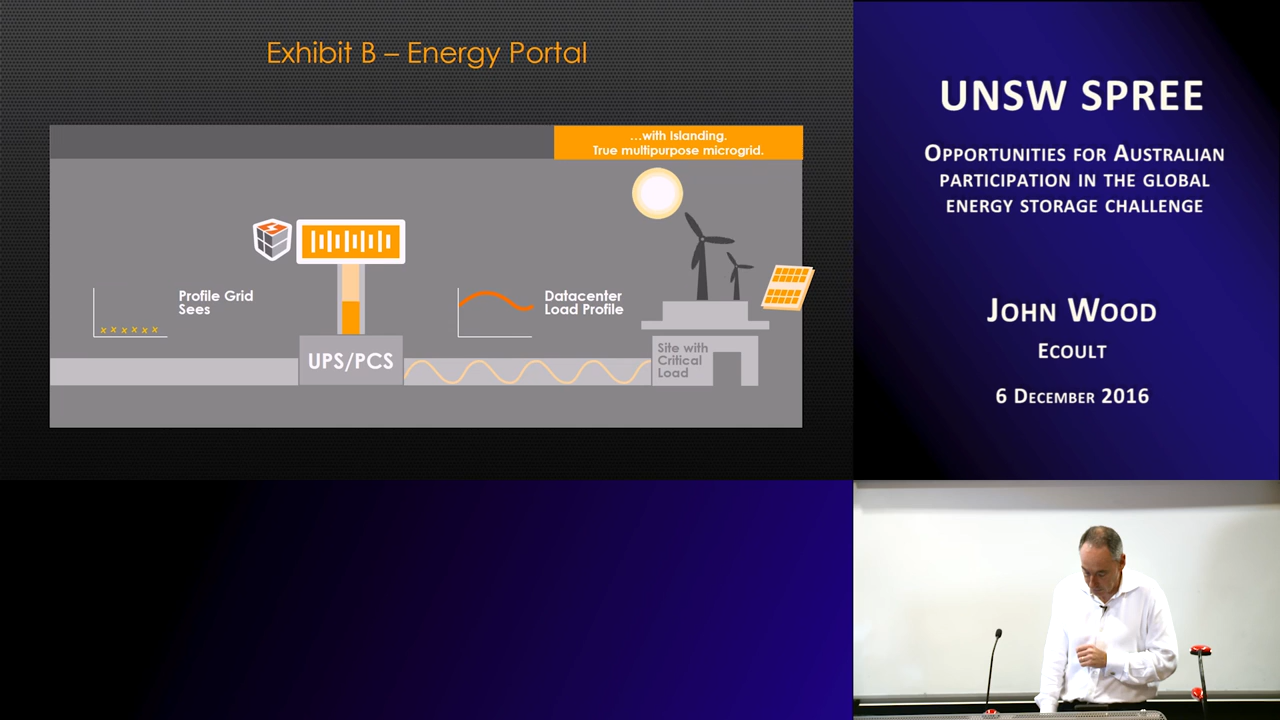 Exhibit B – Energy Portal
...with Islanding.
True multipurpose microgrid.
Profile Grid
Sees
Datacenter
Load Profile
UPS/PCS
Site with
Critical
Load
UNSW SPREE
Opportunities for Australian
participation in the global
energy storage challenge
John Wood
Ecoult
6 December 2016